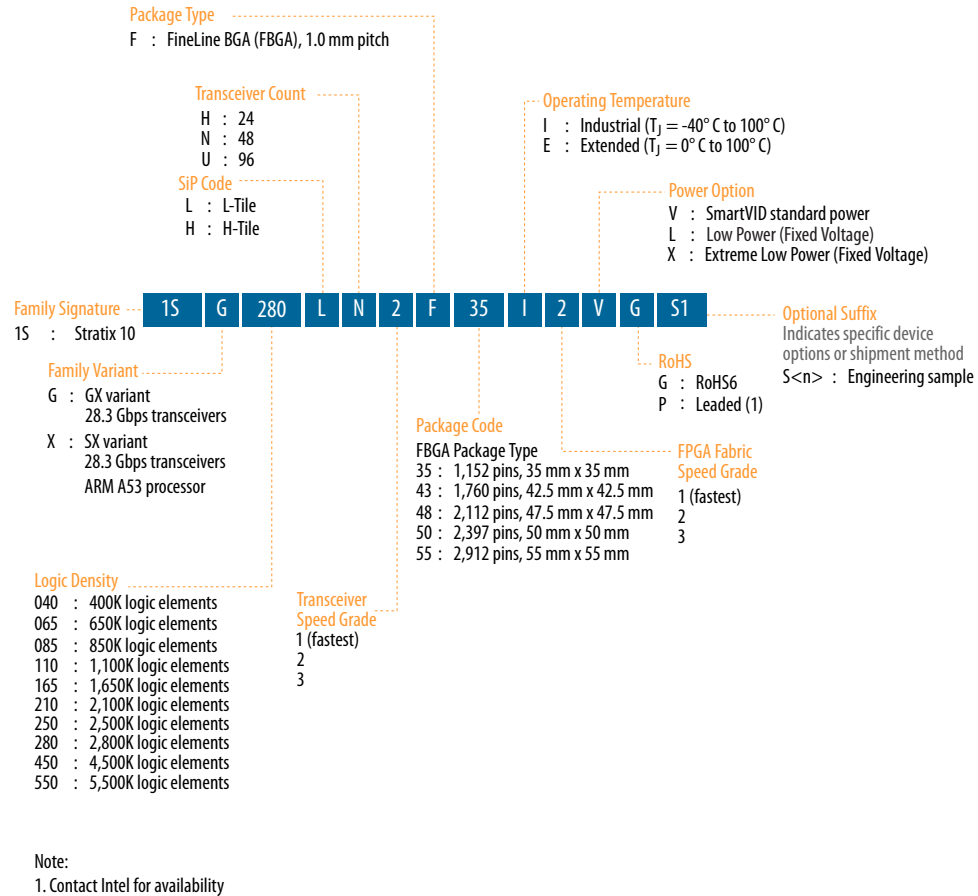 Package Type
F : FineLine BGA (FBGA), 1.0 mm pitch
Transceiver Count
H : 24
N : 48
U : 96
SiP Code
L : L-Tile
H : H-Tile
Operating Temperature
I : Industrial (TJ = -40° C to 100° C)
E : Extended (TJ = 0° C to 100° C)
Power Option
V : SmartVID standard power
L : Low Power (Fixed Voltage)
X : Extreme Low Power (Fixed Voltage)
Family Signature
1S : Stratix 10
1S G 280 L N 2 F 35 I 2 V G S1
Optional Suffix
Indicates specific device
options or shipment method
S<n> : Engineering sample
Family Variant
G : GX variant
28.3 Gbps transceivers
X : SX variant
28.3 Gbps transceivers
ARM A53 processor
RoHS
G : RoHS6
P : Leaded (1)
Package Code
FBGA Package Type
35 : 1,152 pins, 35 mm x 35 mm
43 : 1,760 pins, 42.5 mm x 42.5 mm
48 : 2,112 pins, 47.5 mm x 47.5 mm
50 : 2,397 pins, 50 mm x 50 mm
55 : 2,912 pins, 55 mm x 55 mm
FPGA Fabric
Speed Grade
1 (fastest)
2
3
Logic Density
040 : 400K logic elements
065 : 650K logic elements
085 : 850K logic elements
110 : 1,100K logic elements
165 : 1,650K logic elements
210 : 2,100K logic elements
250 : 2,500K logic elements
280 : 2,800K logic elements
450 : 4,500K logic elements
550 : 5,500K logic elements
Transceiver
Speed Grade
1 (fastest)
2
3
Note:
1. Contact Intel for availability